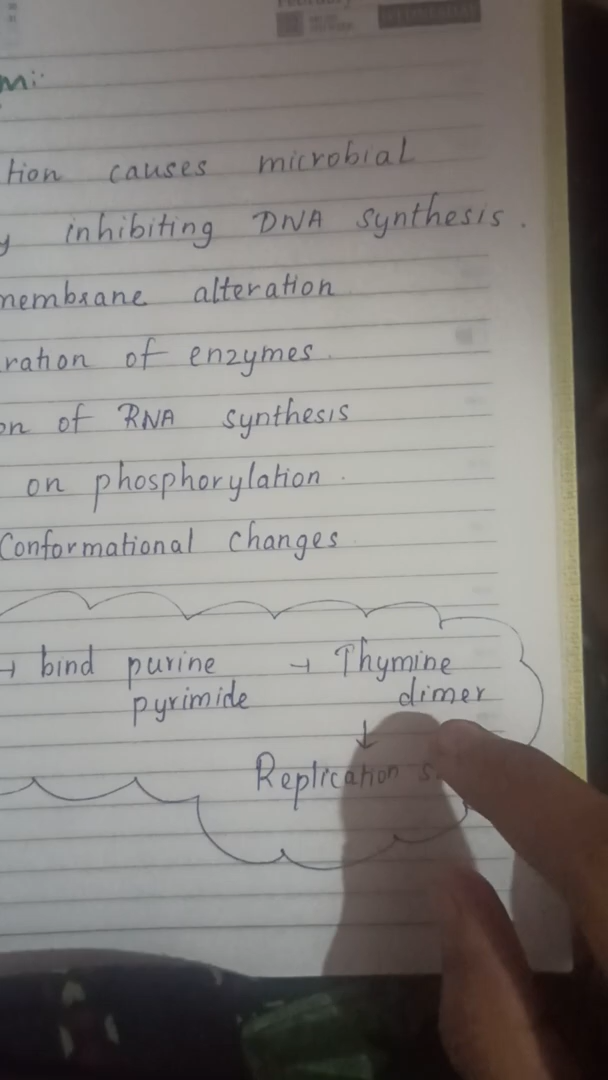 m:
tion causes microbial
y inhibiting DNA synthesis.
membrane alteration
ration of enzymes.
on of RNA synthesis
on phosphorylation.
Conformational changes.
→ bind purine → Thymine
pyrimide dimer
↓
Replication s